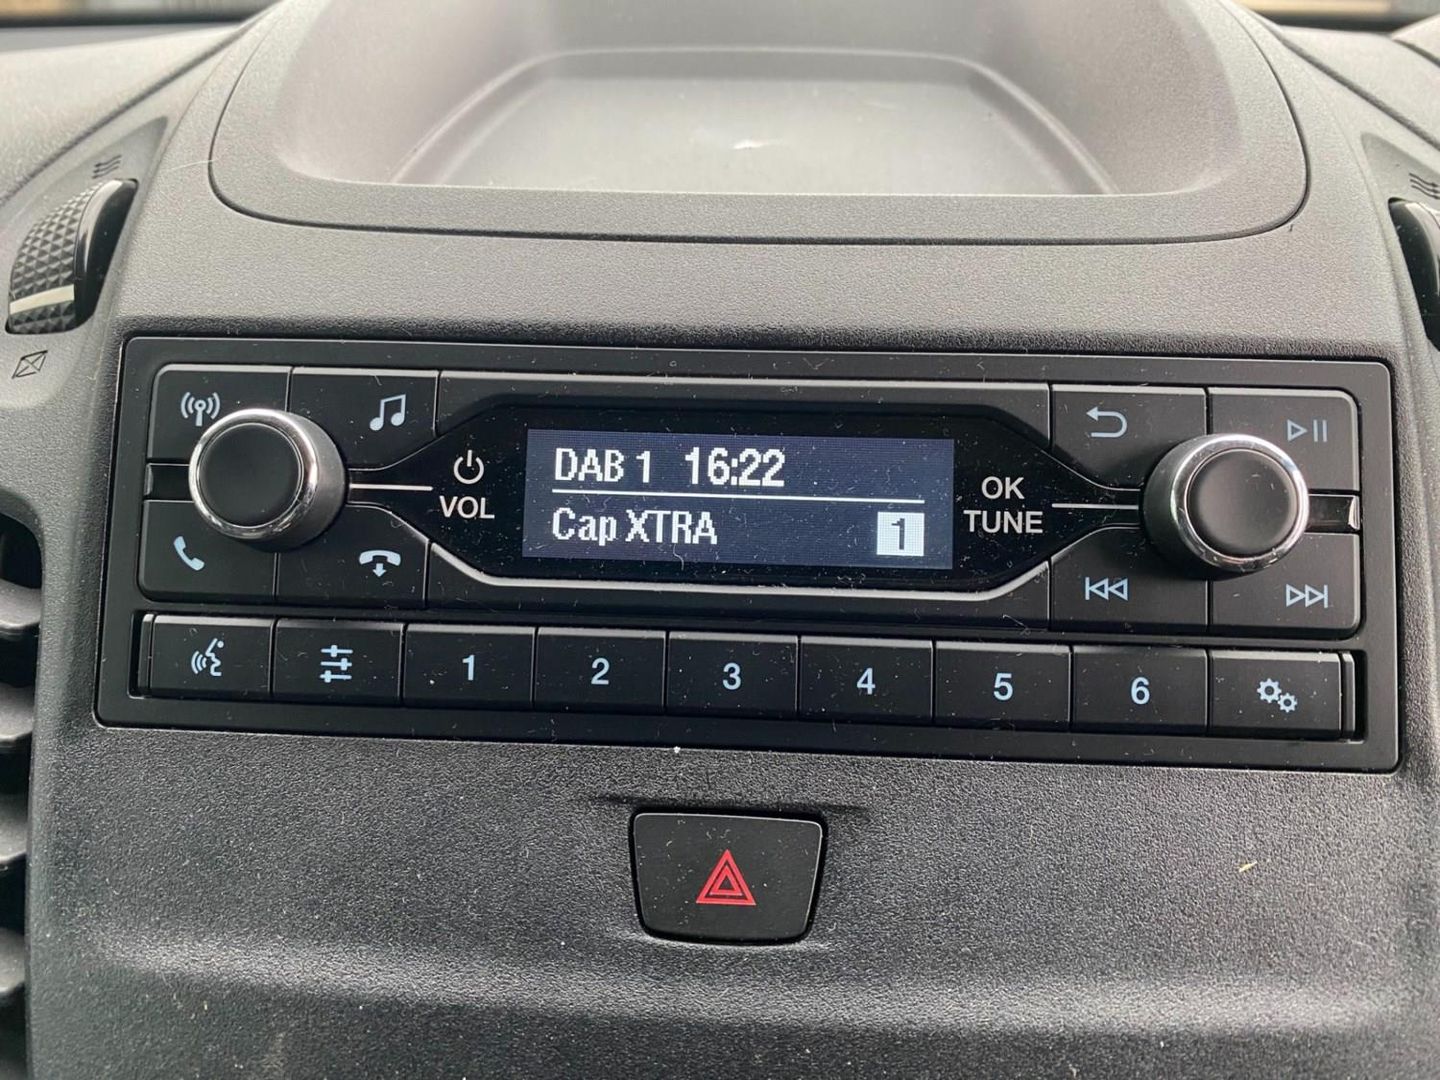 DAB 1 16:22
Cap XTRA 1
VOL
OK
TUNE
1 2 3 4 5 6